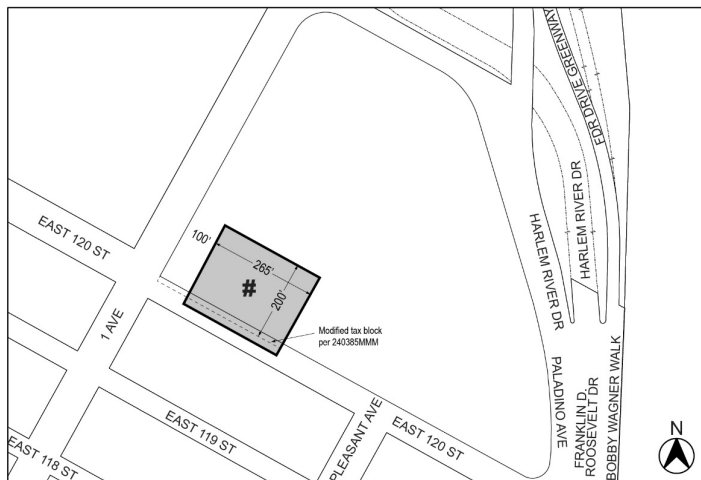 FDR DRIVE GREENWAY
HARLEM RIVER DR
HARLEM RIVER DR
EAST 120 ST
100'
265'
200'
#
1 AVE
Modified tax block
per 240385MMM
EAST 119 ST
EAST 118 ST
PLEASANT AVE
EAST 120 ST
PALADINO AVE
FRANKLIN D.
ROOSEVELT DR
BOBBY WAGNER WALK
N